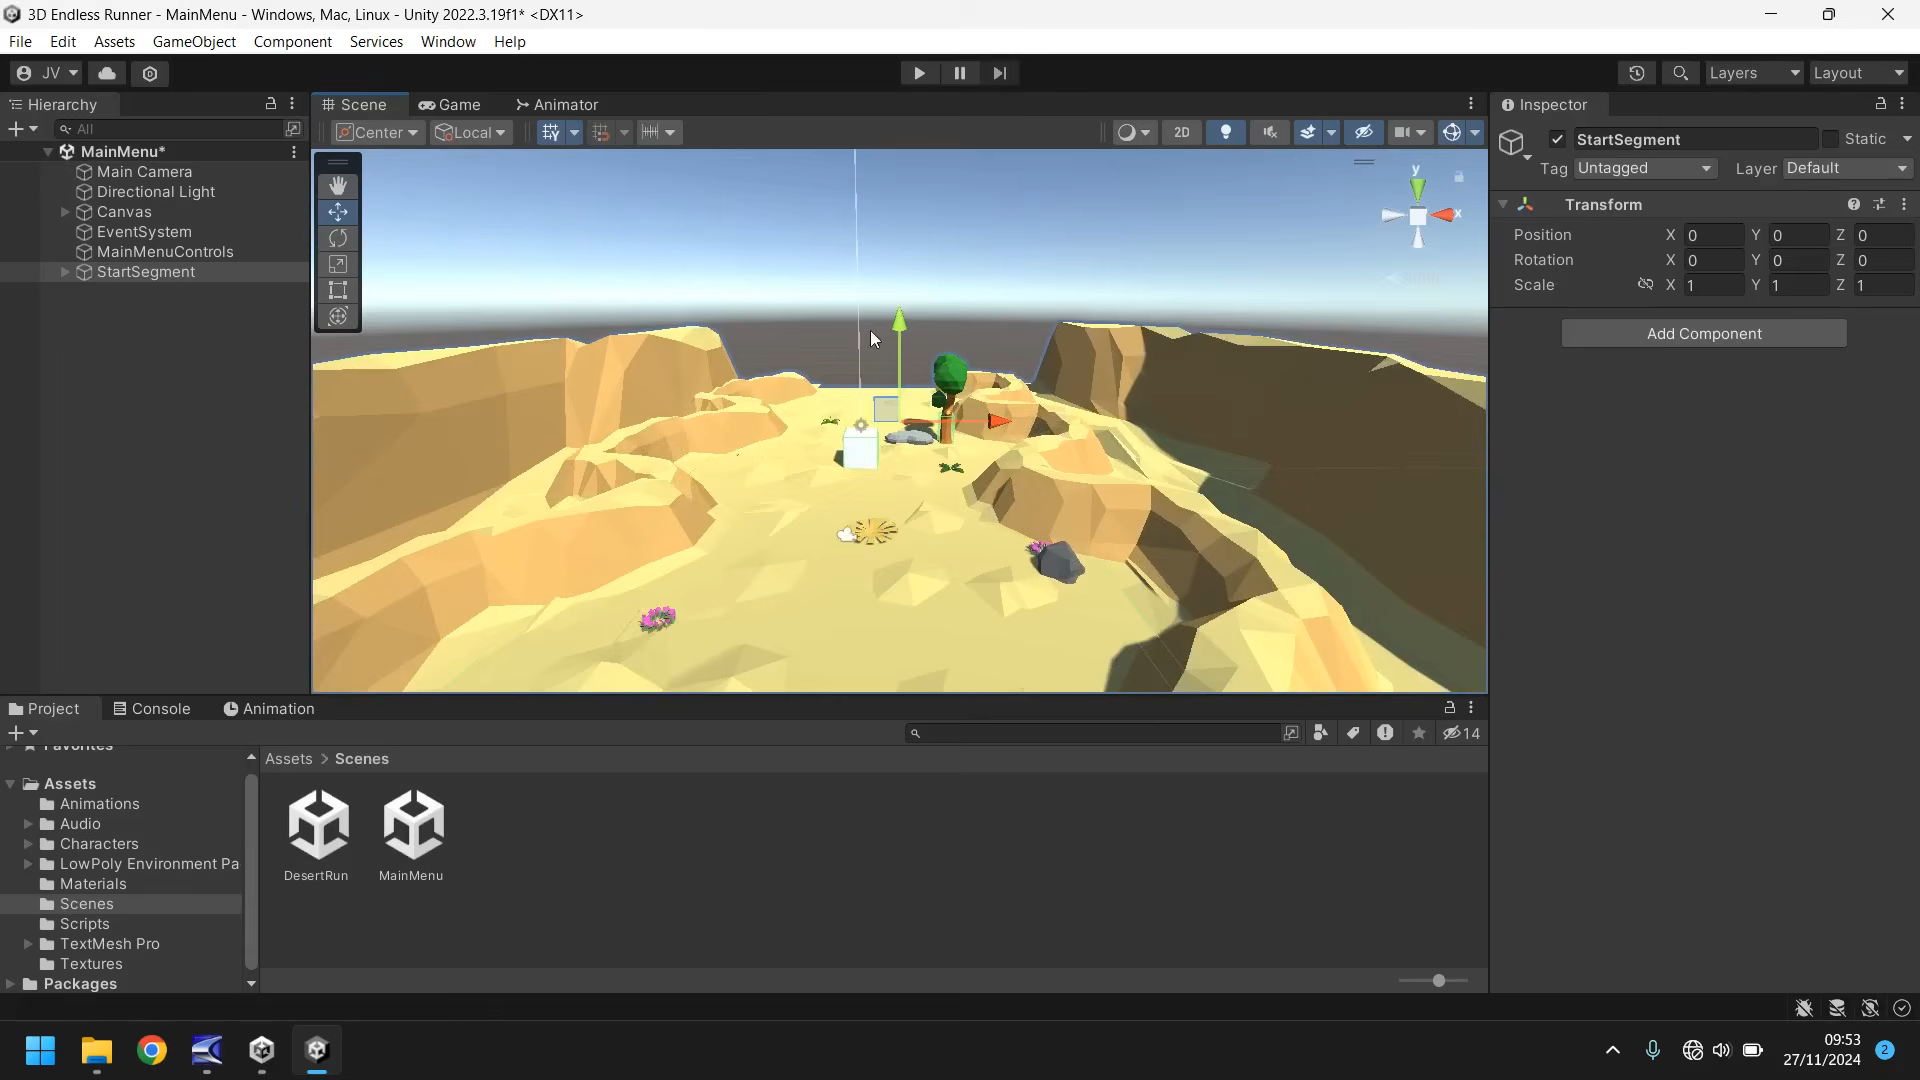 3D Endless Runner - MainMenu - Windows, Mac, Linux - Unity 2022.3.19f1* <DX11>
File Edit Assets GameObject Component Services Window Help
JV
Layers Layout
Hierarchy
Scene Game Animator
Inspector
All
Center Local
2D
StartSegment
Static
Tag Untagged Layer Default
MainMenu*
Main Camera
Directional Light
Canvas
EventSystem
MainMenuControls
StartSegment
y
x
Transform
Position X 0 Y 0 Z 0
Rotation X 0 Y 0 Z 0
Scale X 1 Y 1 Z 1
Add Component
Project Console Animation
14
Favorites
Assets
Animations
Audio
Characters
LowPoly Environment Pa
Materials
Scenes
Scripts
TextMesh Pro
Textures
Packages
Assets > Scenes
DesertRun MainMenu
09:53
27/11/2024
2